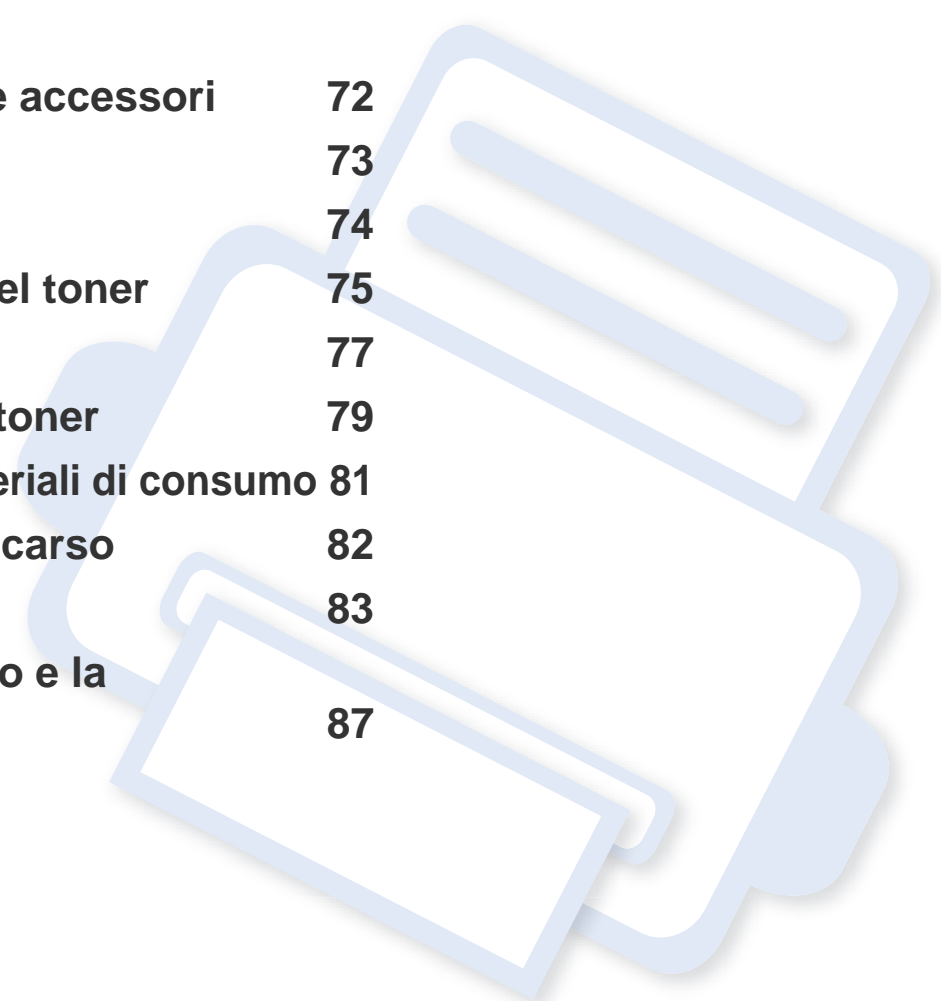 e accessori 72
73
74
el toner 75
77
toner 79
eriali di consumo 81
carso 82
83
o e la
87